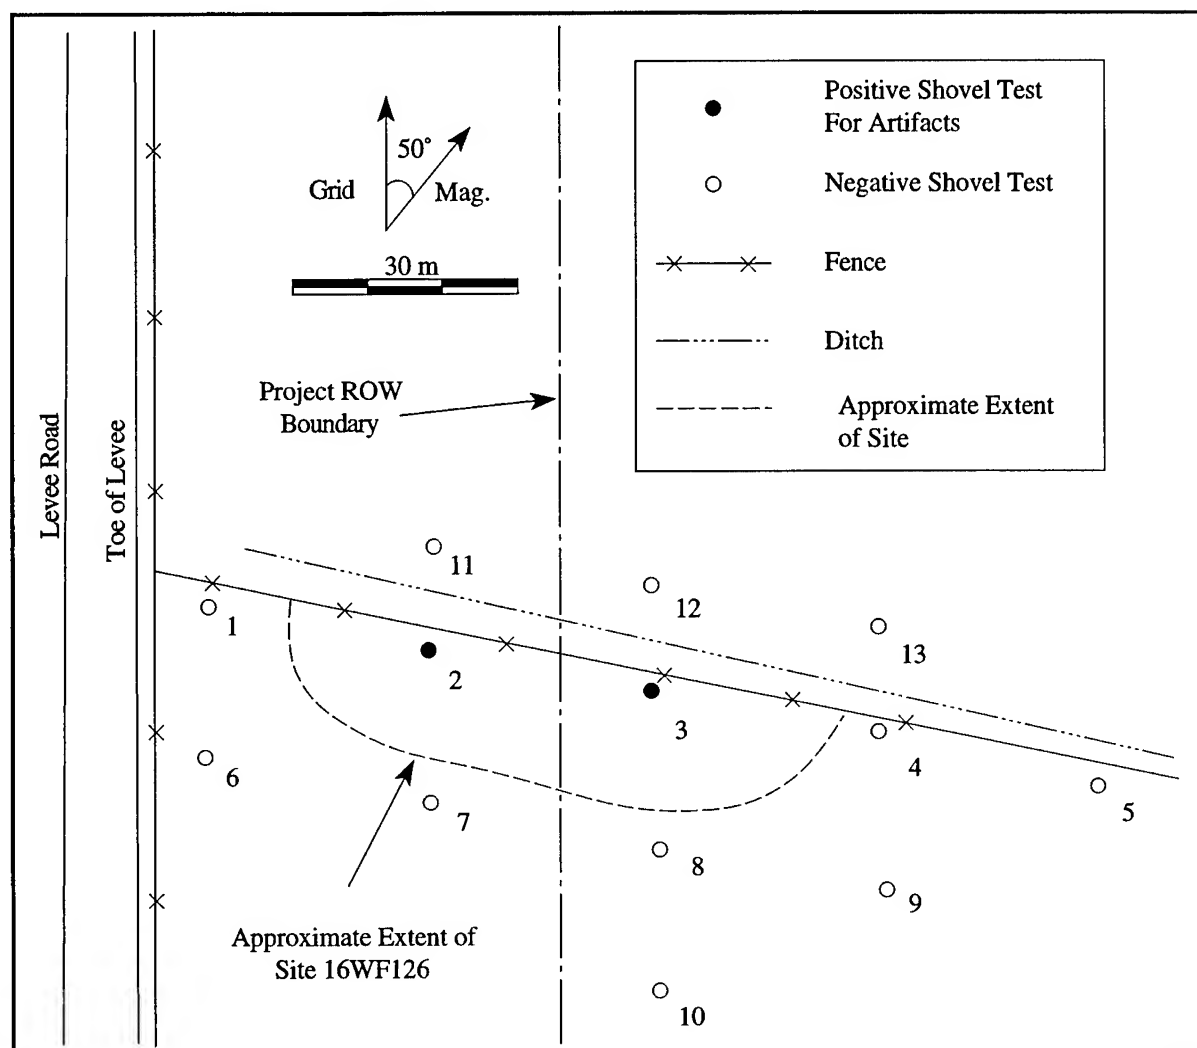 50°
Grid
Mag.
30 m
Project ROW
Boundary
Levee Road
Toe of Levee
Positive Shovel Test
For Artifacts
Negative Shovel Test
Fence
Ditch
Approximate Extent
of Site
11
12
13
1
2
3
4
5
6
7
8
9
10
Approximate Extent of
Site 16WF126